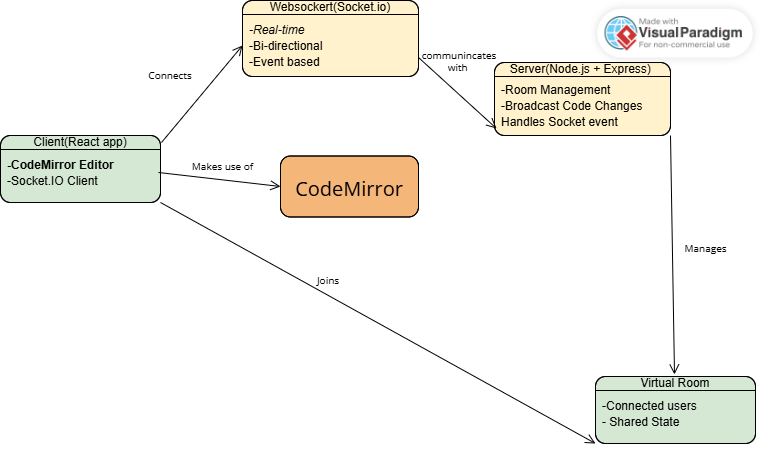 Websockert(Socket.io)
-Real-time
-Bi-directional
-Event based
Made with
VisualParadigm
For non-commercial use
communincates
with
Server(Node.js + Express)
-Room Management
-Broadcast Code Changes
Handles Socket event
Connects
Client(React app)
-CodeMirror Editor
-Socket.IO Client
Makes use of
CodeMirror
Manages
Joins
Virtual Room
-Connected users
- Shared State